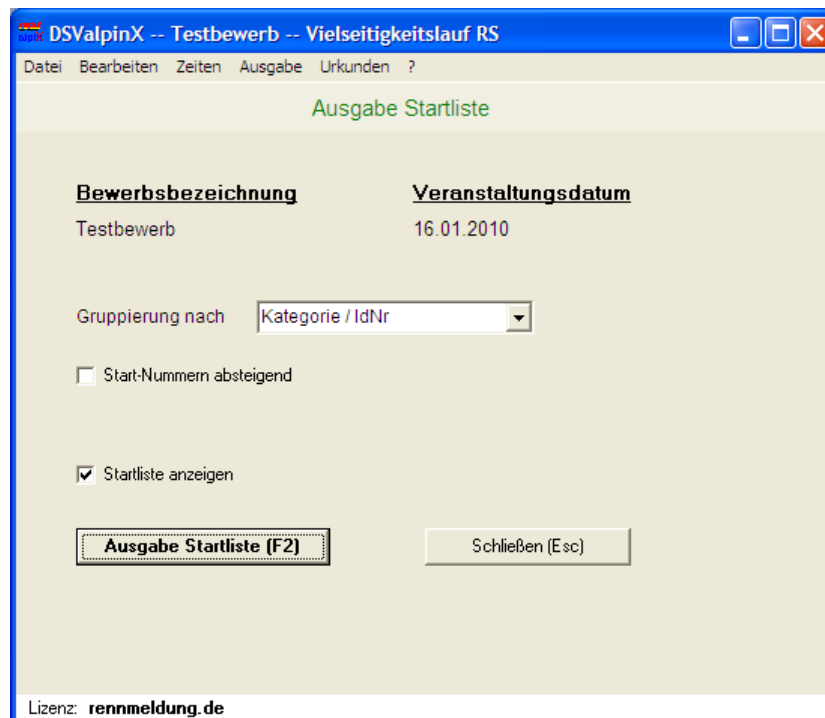 alpin DSValpinX -- Testbewerb -- Vielseitigkeitslauf RS
Datei Bearbeiten Zeiten Ausgabe Urkunden ?
Ausgabe Startliste
Bewerbsbezeichnung Veranstaltungsdatum
Testbewerb 16.01.2010
Gruppierung nach Kategorie / IdNr
Start-Nummern absteigend
Startliste anzeigen
Ausgabe Startliste (F2) Schließen (Esc)
Lizenz: rennmeldung.de